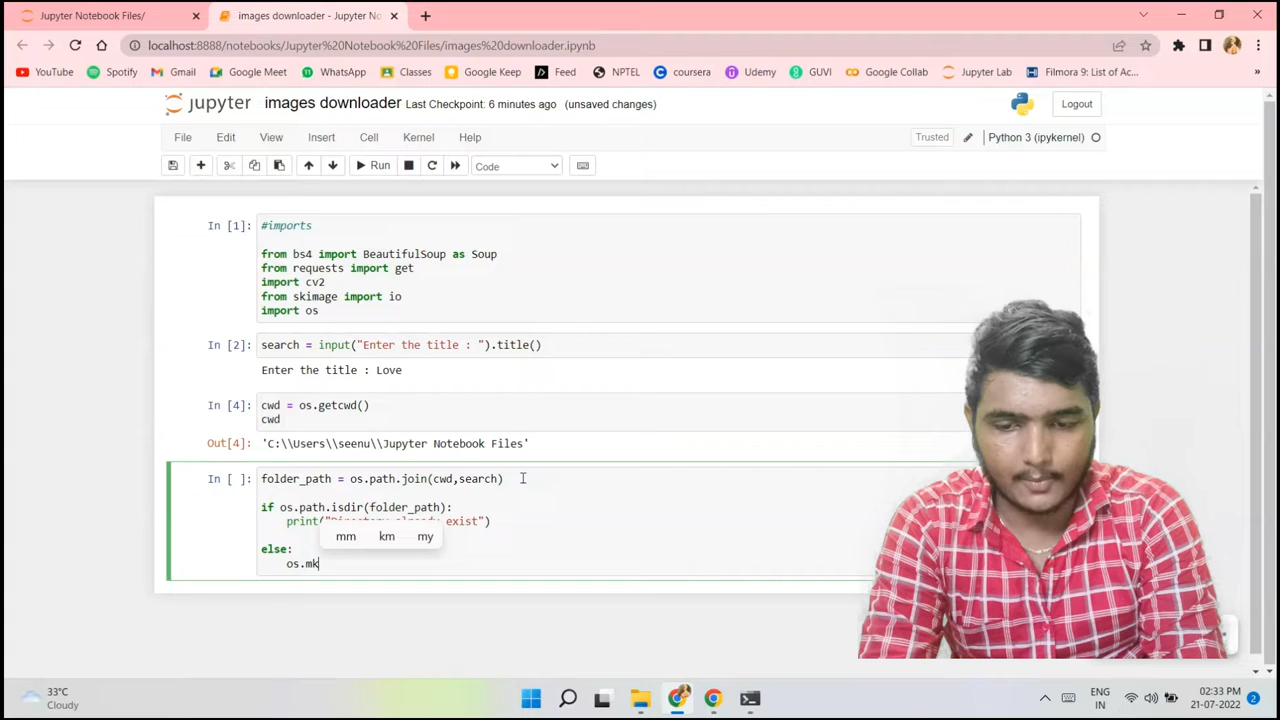 Jupyter Notebook Files/
images downloader - Jupyter No
localhost:8888/notebooks/Jupyter%20Notebook%20Files/images%20downloader.ipynb
YouTube Spotify Gmail Google Meet WhatsApp Classes Google Keep Feed NPTEL coursera Udemy GUVI Google Collab Jupyter Lab Filmora 9: List of Ac... »
jupyter images downloader Last Checkpoint: 6 minutes ago (unsaved changes) Logout
File Edit View Insert Cell Kernel Help Trusted Python 3 (ipykernel)
Run Code
In [1]: #imports
from bs4 import BeautifulSoup as Soup
from requests import get
import cv2
from skimage import io
import os
In [2]: search = input("Enter the title : ").title()
Enter the title : Love
In [4]: cwd = os.getcwd()
cwd
Out[4]: 'C:\\Users\\seenu\\Jupyter Notebook Files'
In [ ]: folder_path = os.path.join(cwd,search)
if os.path.isdir(folder_path):
print("Directory already exist")
mm km my
else:
os.mk
33°C
Cloudy
ENG
IN
02:33 PM
21-07-2022
2